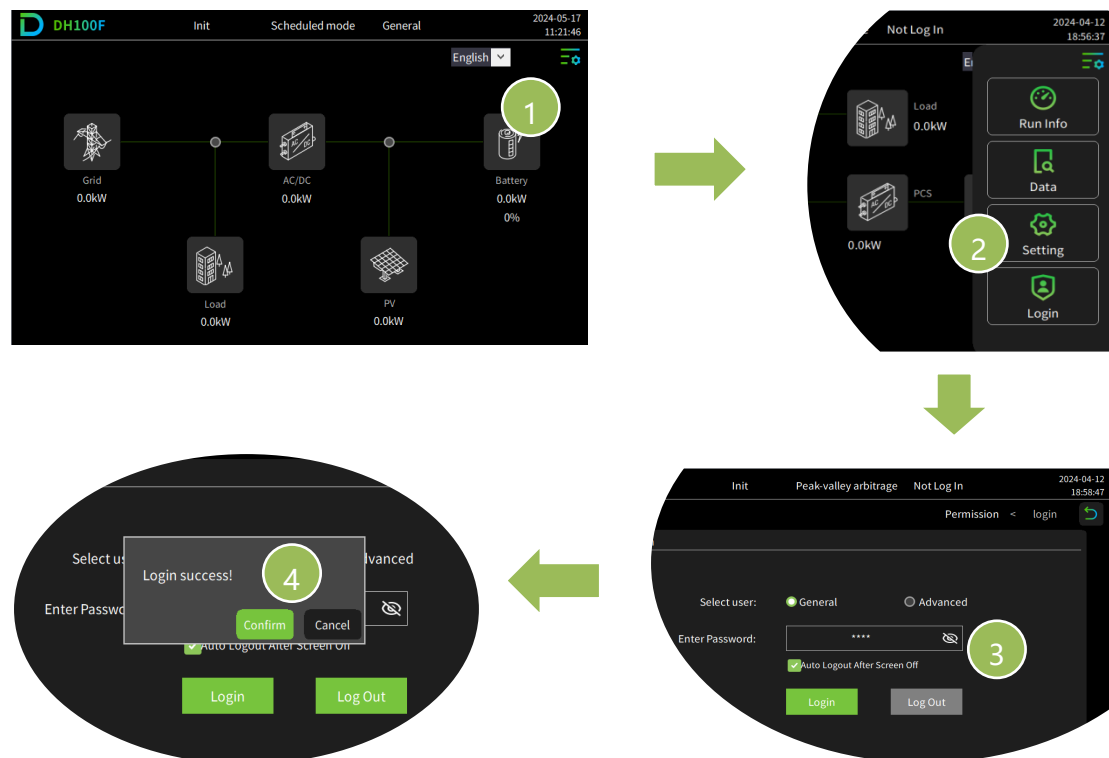 DH100F Init Scheduled mode General 2024-05-17
11:21:46
English
1
Grid
0.0kW
AC/DC
0.0kW
Battery
0.0kW
0%
Load
0.0kW
PV
0.0kW
Not Log In 2024-04-12
18:56:37
Load
0.0kW
PCS
0.0kW
Run Info
Data
2
Setting
Login
Init Peak-valley arbitrage Not Log In 2024-04-12
18:58:47
Permission < login
Select user: General Advanced
Enter Password: ****
3
Auto Logout After Screen Off
Login Log Out
Select us
Login success!
4
Enter Passwo
Confirm Cancel
Auto Logout After Screen Off
Login Log Out